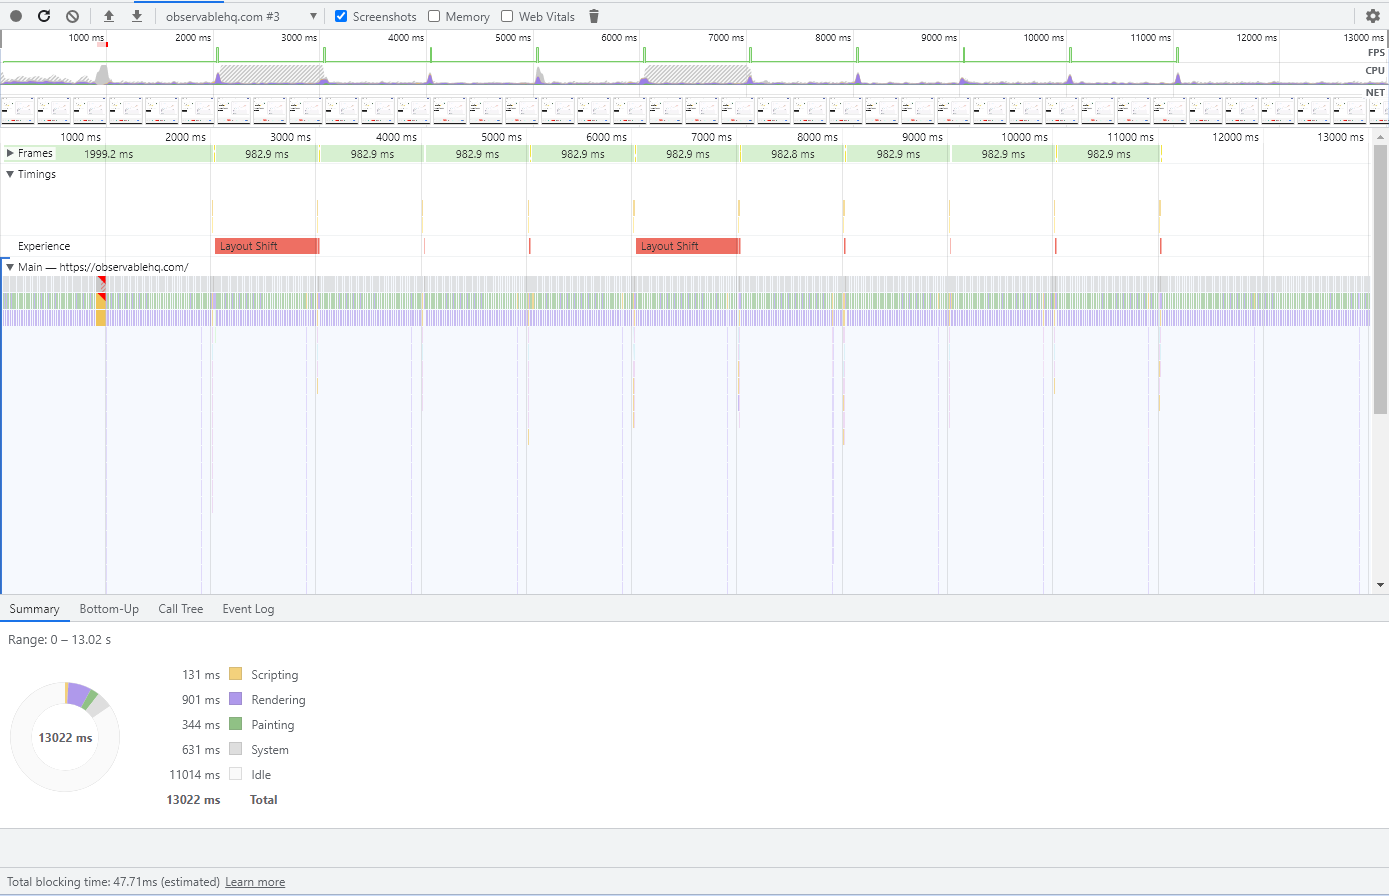 observablehq.com #3 ▼ Screenshots Memory Web Vitals
1000 ms 2000 ms 3000 ms 4000 ms 5000 ms 6000 ms 7000 ms 8000 ms 9000 ms 10000 ms 11000 ms 12000 ms 13000 ms
FPS
CPU
NET
1000 ms 2000 ms 3000 ms 4000 ms 5000 ms 6000 ms 7000 ms 8000 ms 9000 ms 10000 ms 11000 ms 12000 ms 13000 ms
Frames 1999.2 ms 982.9 ms 982.9 ms 982.9 ms 982.9 ms 982.9 ms 982.8 ms 982.9 ms 982.9 ms 982.9 ms
Timings
Experience Layout Shift Layout Shift
Main — https://observablehq.com/
Summary Bottom-Up Call Tree Event Log
Range: 0 – 13.02 s
131 ms Scripting
901 ms Rendering
344 ms Painting
13022 ms
631 ms System
11014 ms Idle
13022 ms Total
Total blocking time: 47.71ms (estimated) Learn more